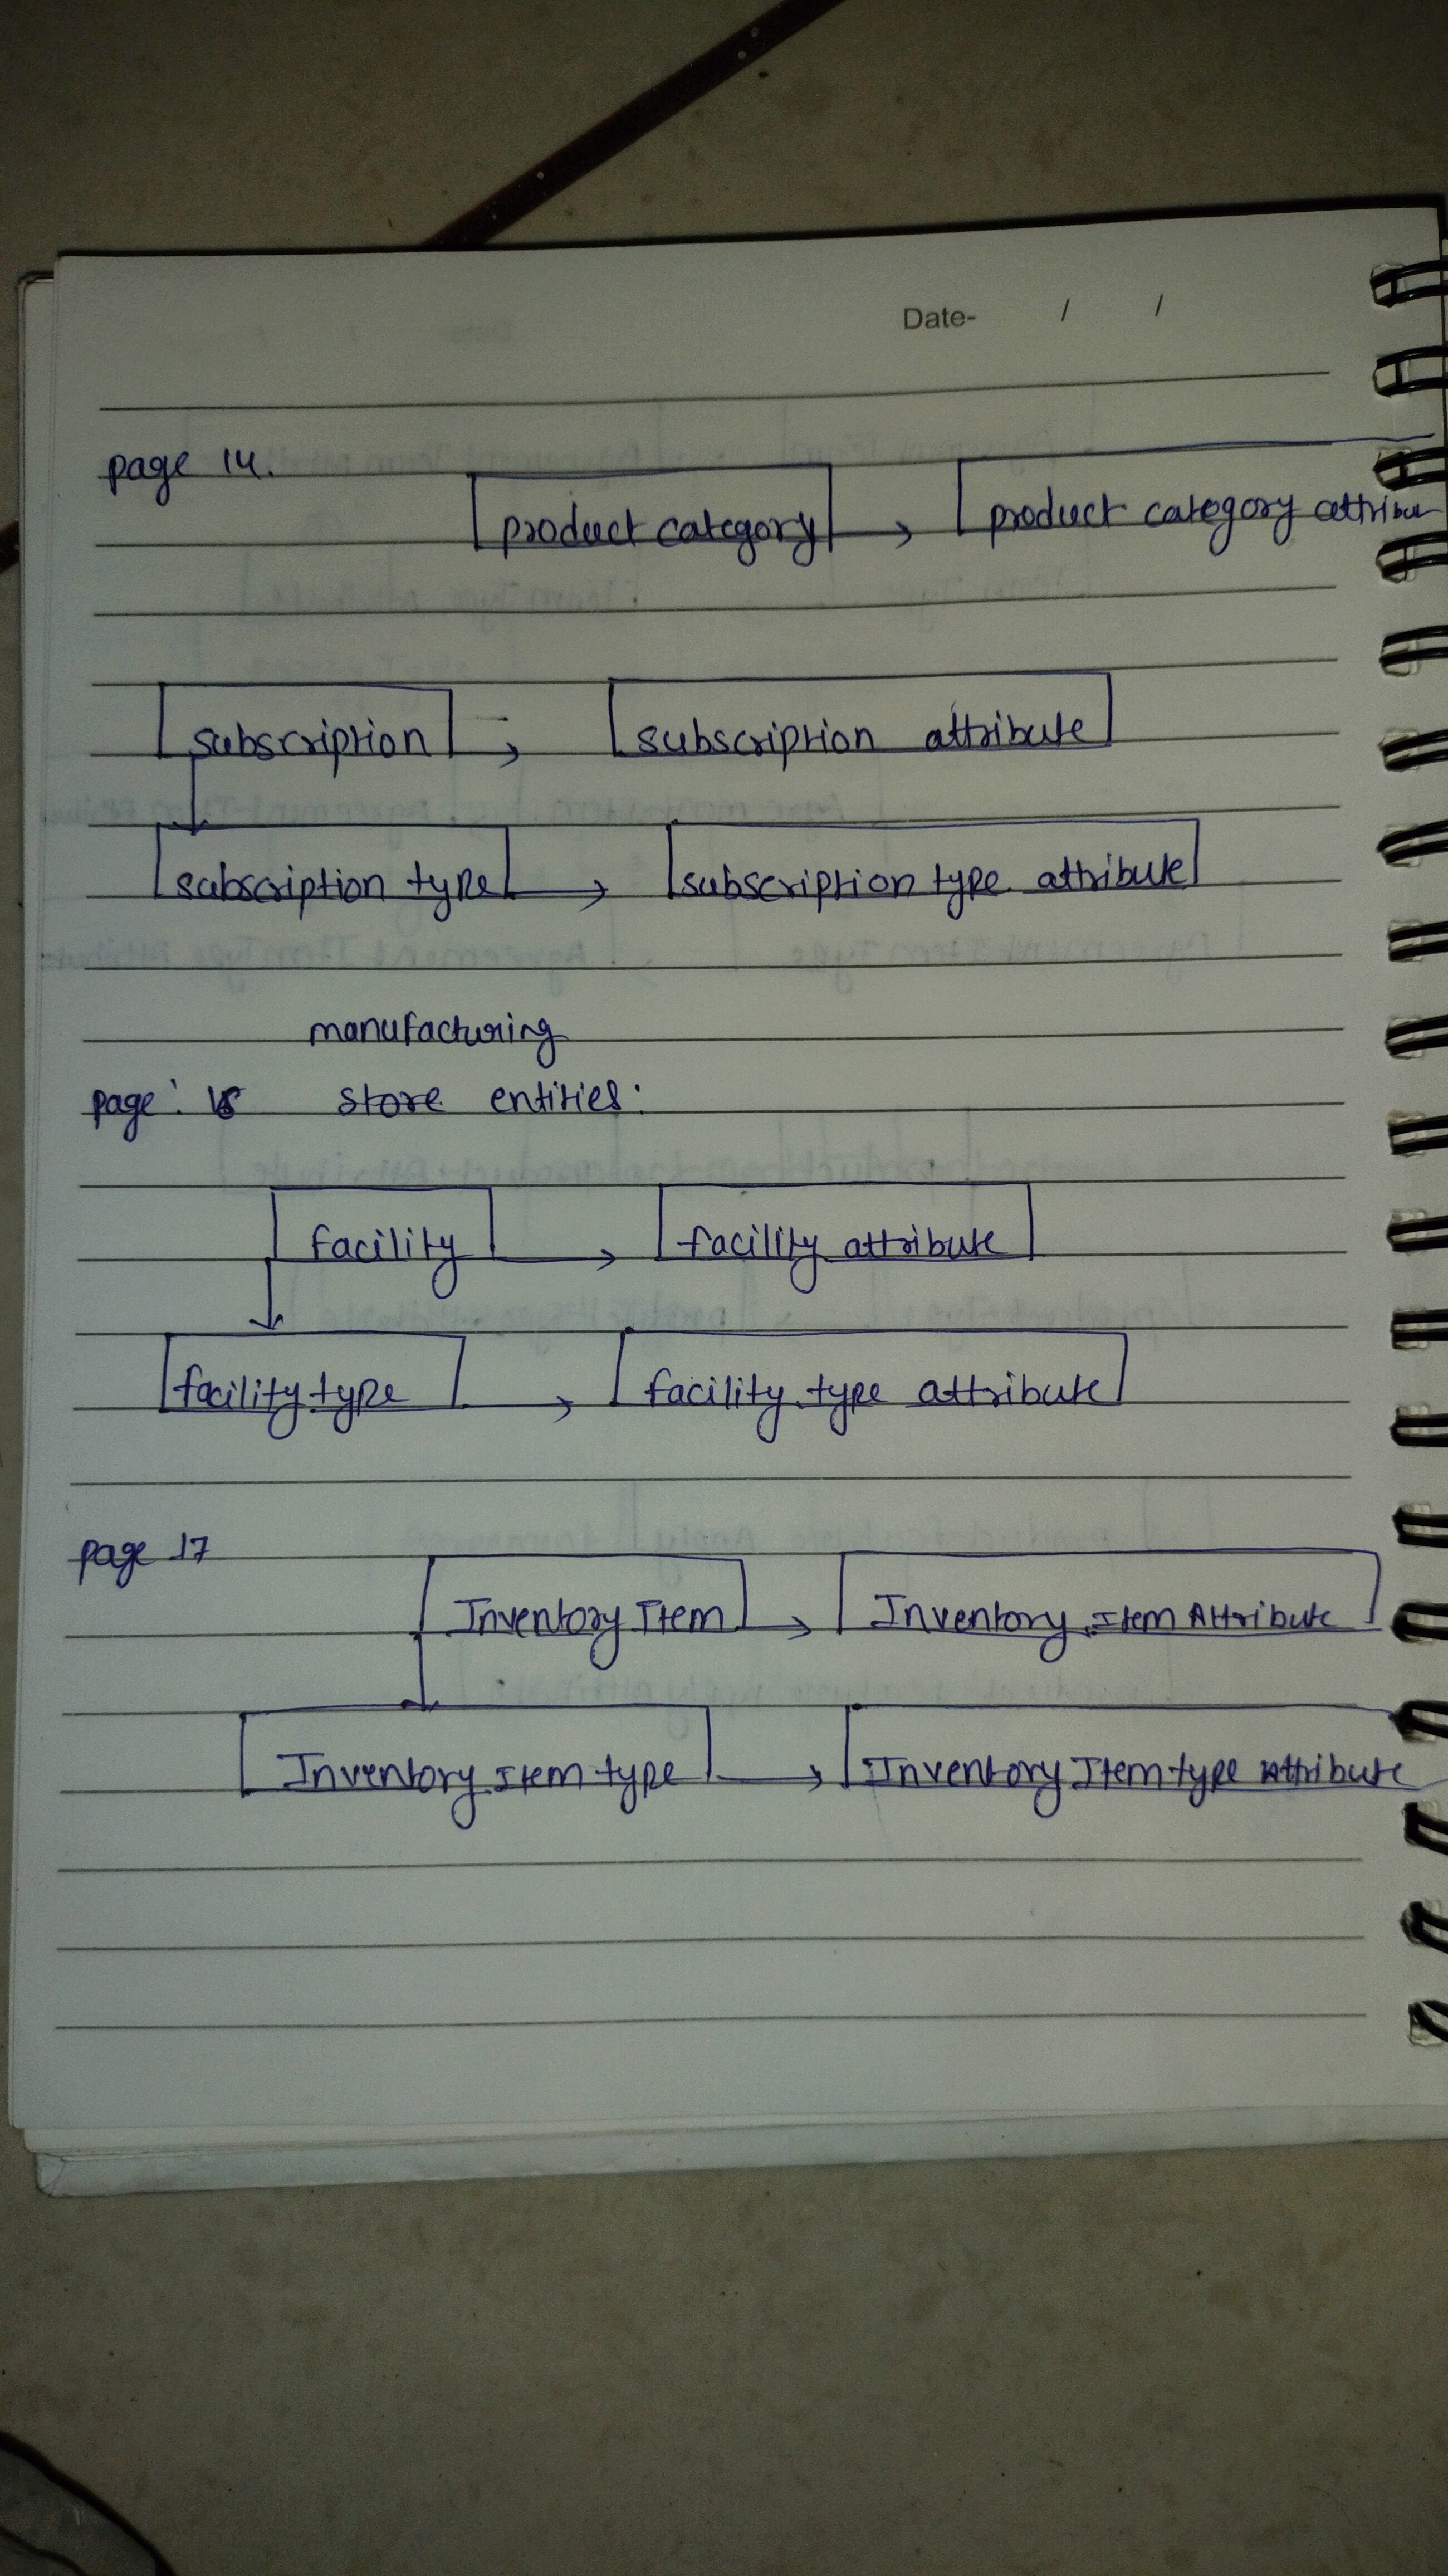 Date- / /
page 14.
product category product category attribu
subscription subscription attribute
subscription type subscription type attribute
manufacturing
page: store entities:
facility facility attribute
facility type facility type attribute
page 17
Inventory Item Inventory Item Attribute
Inventory Item type Inventory Item type Attribute